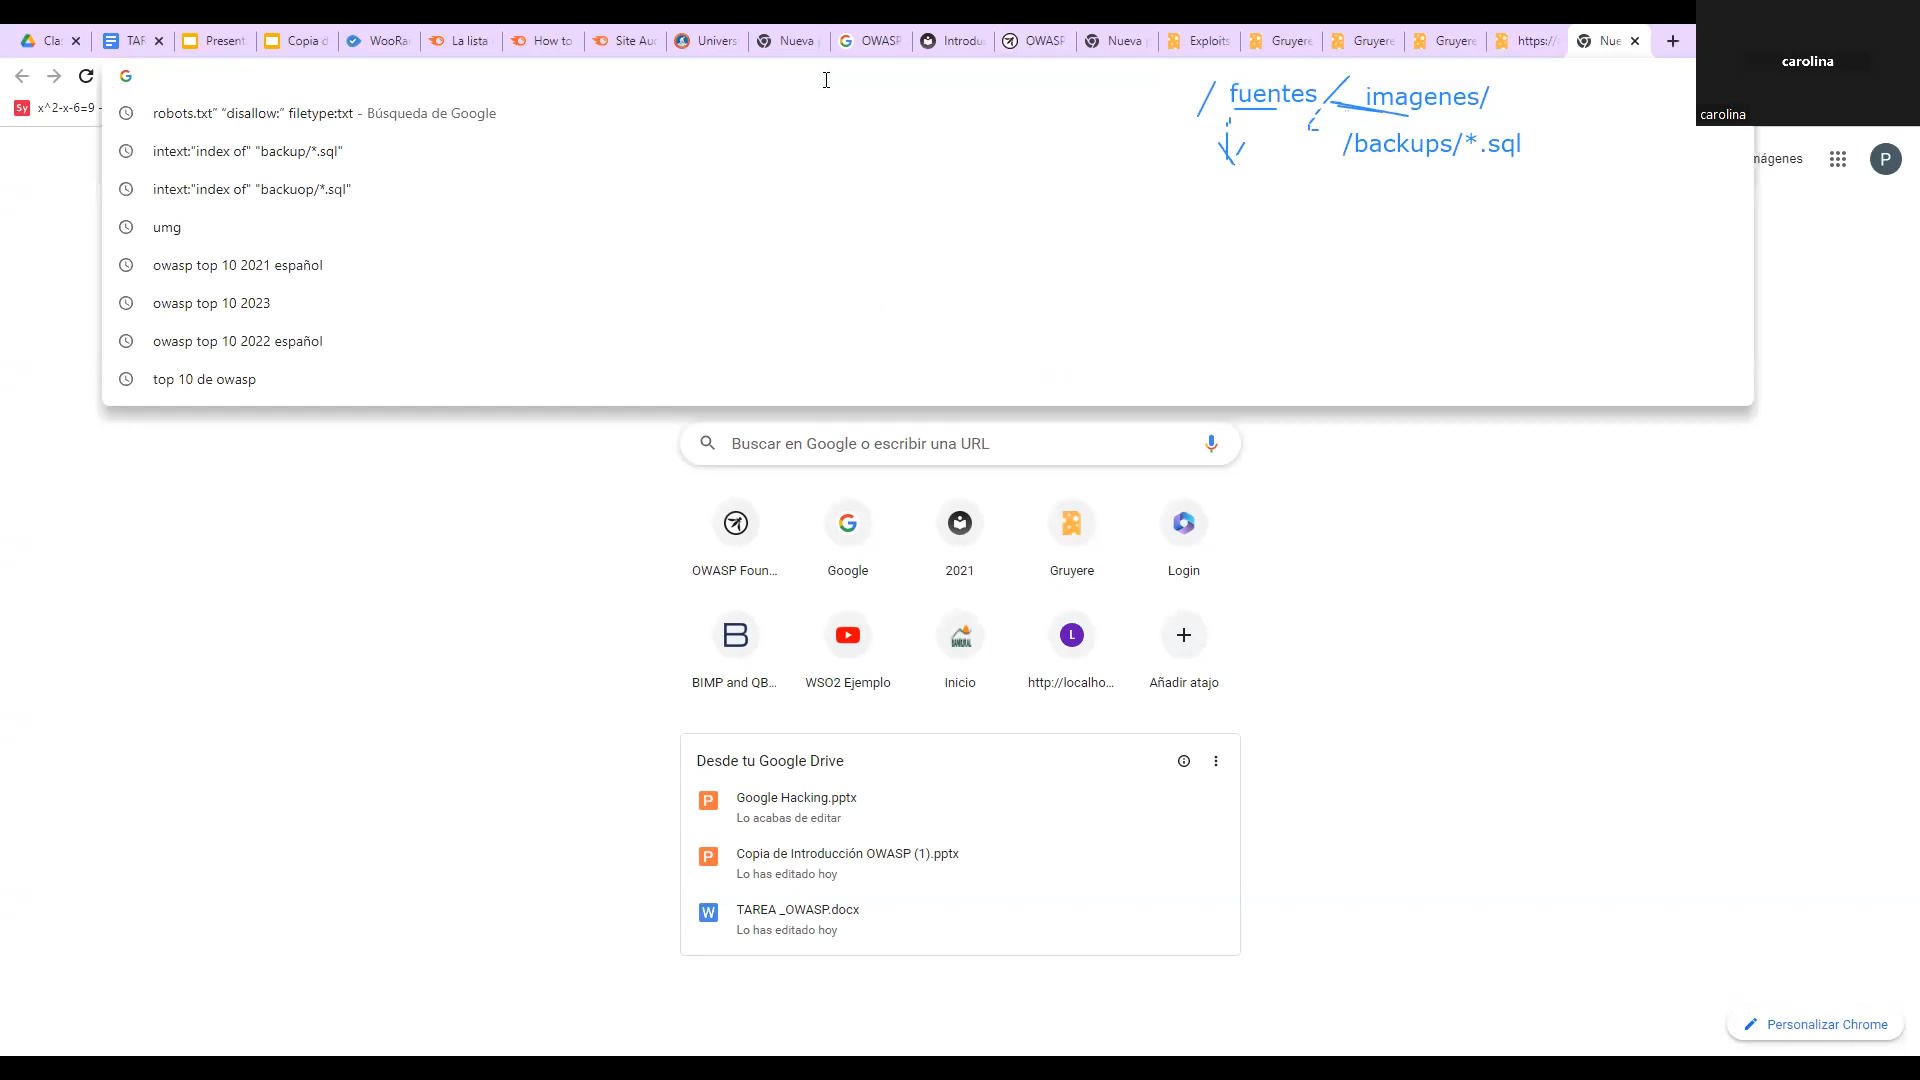 Cla
TAR
Present
Copia d
WooRa
La lista
How to
Site Aud
Univers
Nueva
OWASP
Introdu
OWASP
Nueva p
Exploits
Gruyere
Gruyere
Gruyere
https://
Nue
carolina
carolina
Sy x^2-x-6=9 -
robots.txt” “disallow:” filetype:txt - Búsqueda de Google
intext:"index of" "backup/*.sql"
intext:"index of" "backuop/*.sql"
umg
owasp top 10 2021 español
owasp top 10 2023
owasp top 10 2022 español
top 10 de owasp
/ fuentes / imagenes/
/backups/*.sql
mágenes
P
Buscar en Google o escribir una URL
OWASP Foun...
Google
2021
Gruyere
Login
BIMP and QB...
WSO2 Ejemplo
BANRURAL
Inicio
L
http://localho...
Añadir atajo
Desde tu Google Drive
P Google Hacking.pptx
Lo acabas de editar
P Copia de Introducción OWASP (1).pptx
Lo has editado hoy
W TAREA _OWASP.docx
Lo has editado hoy
Personalizar Chrome